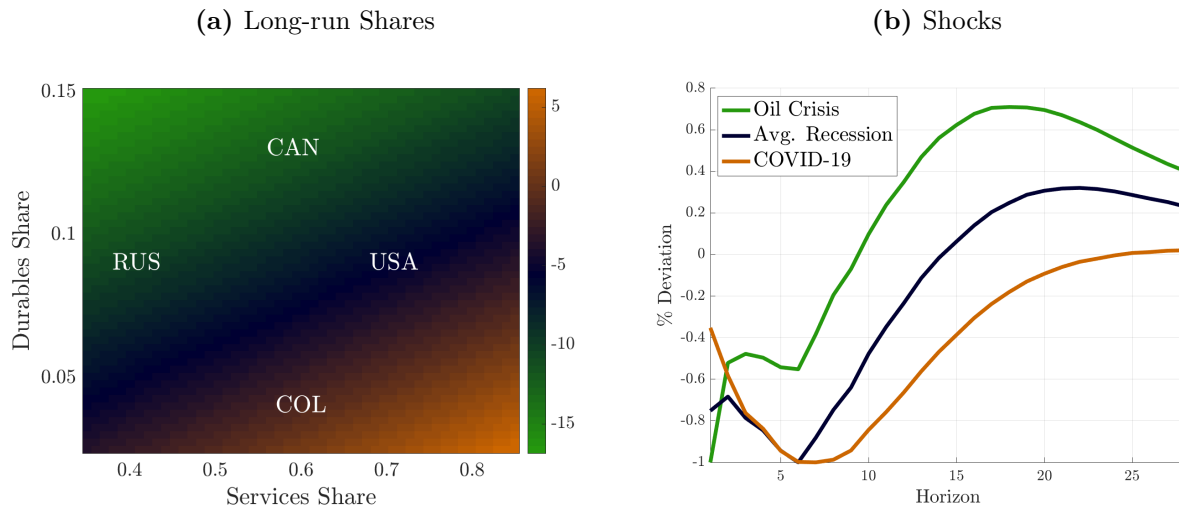 (a) Long-run Shares
0.15
0.1
0.05
Durables Share
CAN
RUS
USA
COL
0.4 0.5 0.6 0.7 0.8
Services Share
5
0
-5
-10
-15
(b) Shocks
0.8
0.6
0.4
0.2
0
-0.2
-0.4
-0.6
-0.8
-1
% Deviation
Oil Crisis
Avg. Recession
COVID-19
5 10 15 20 25
Horizon